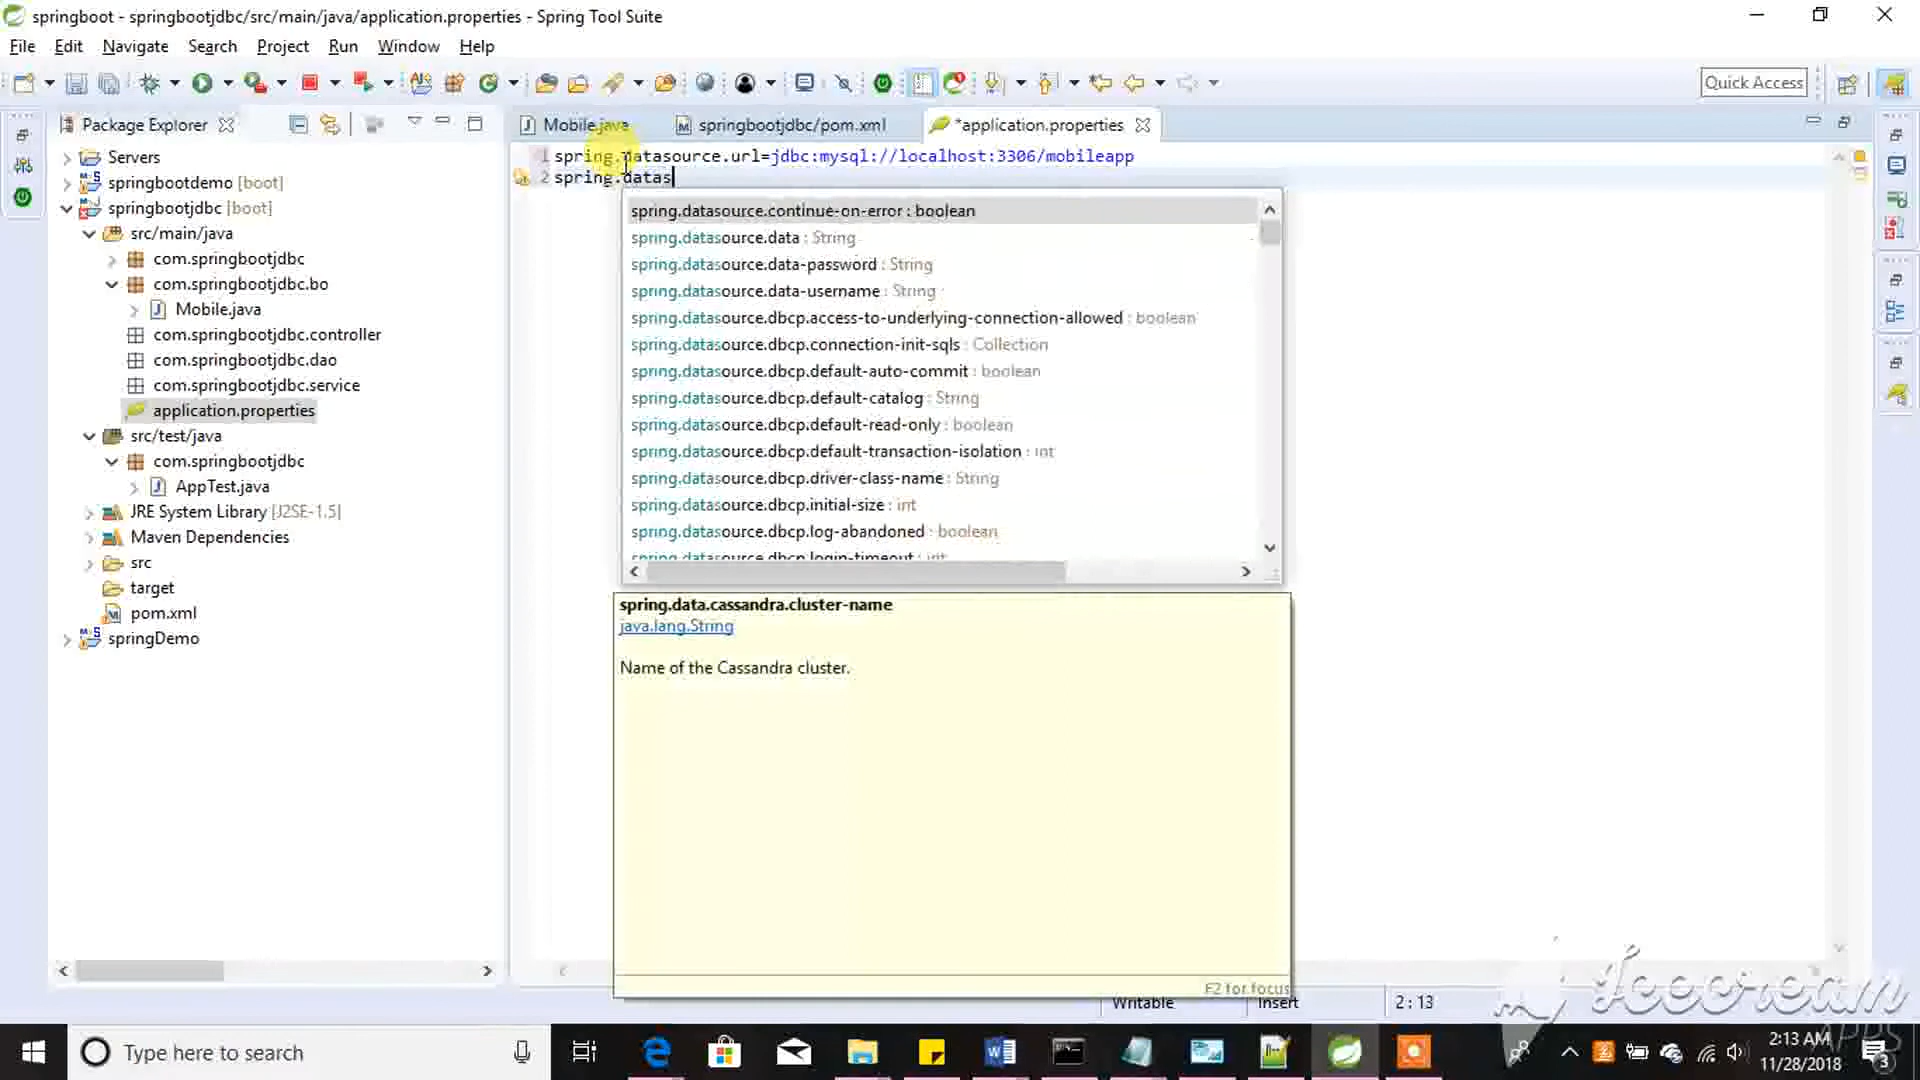 springboot - springbootjdbc/src/main/java/application.properties - Spring Tool Suite
File Edit Navigate Search Project Run Window Help
Quick Access
Package Explorer
Mobile.java springbootjdbc/pom.xml *application.properties
Servers
springbootdemo [boot]
springbootjdbc [boot]
src/main/java
com.springbootjdbc
com.springbootjdbc.bo
Mobile.java
com.springbootjdbc.controller
com.springbootjdbc.dao
com.springbootjdbc.service
application.properties
src/test/java
com.springbootjdbc
AppTest.java
JRE System Library [J2SE-1.5]
Maven Dependencies
src
target
pom.xml
springDemo
1 spring.datasource.url=jdbc:mysql://localhost:3306/mobileapp
2 spring.datas
spring.datasource.continue-on-error : boolean
spring.datasource.data : String
spring.datasource.data-password : String
spring.datasource.data-username : String
spring.datasource.dbcp.access-to-underlying-connection-allowed : boolean
spring.datasource.dbcp.connection-init-sqls : Collection
spring.datasource.dbcp.default-auto-commit : boolean
spring.datasource.dbcp.default-catalog : String
spring.datasource.dbcp.default-read-only : boolean
spring.datasource.dbcp.default-transaction-isolation : int
spring.datasource.dbcp.driver-class-name : String
spring.datasource.dbcp.initial-size : int
spring.datasource.dbcp.log-abandoned : boolean
spring.datasource.dbcp.login-timeout : int
spring.data.cassandra.cluster-name
java.lang.String
Name of the Cassandra cluster.
F2 for focus
Writable Insert 2 : 13
Icecream
APPS
Type here to search
2:13 AM
11/28/2018
3